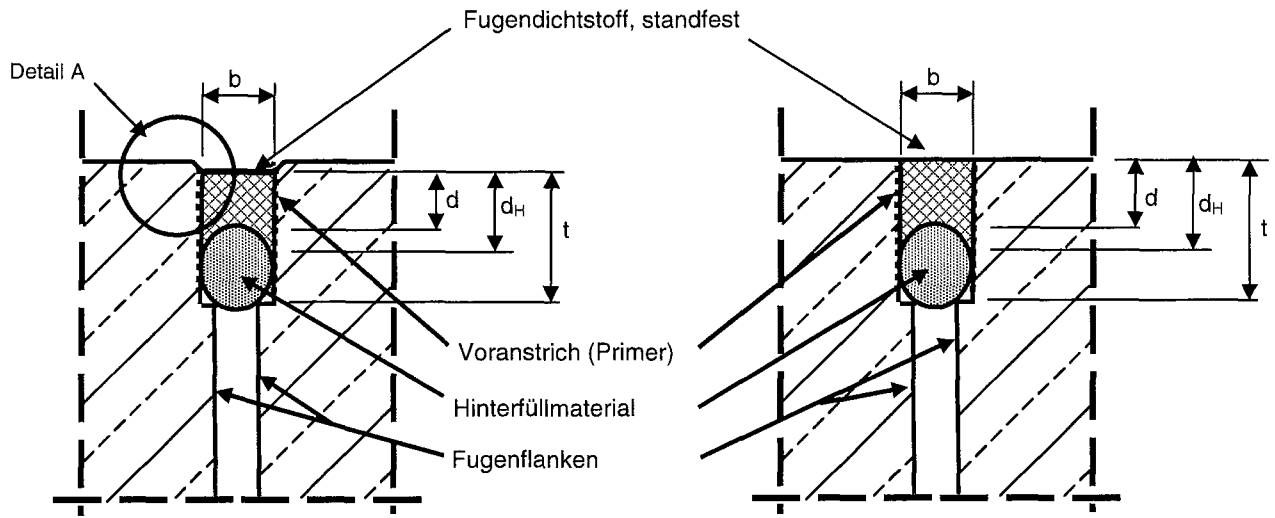 Fugendichtstoff, standfest
Detail A
b
b
d
dH
t
d
dH
t
Voranstrich (Primer)
Hinterfüllmaterial
Fugenflanken